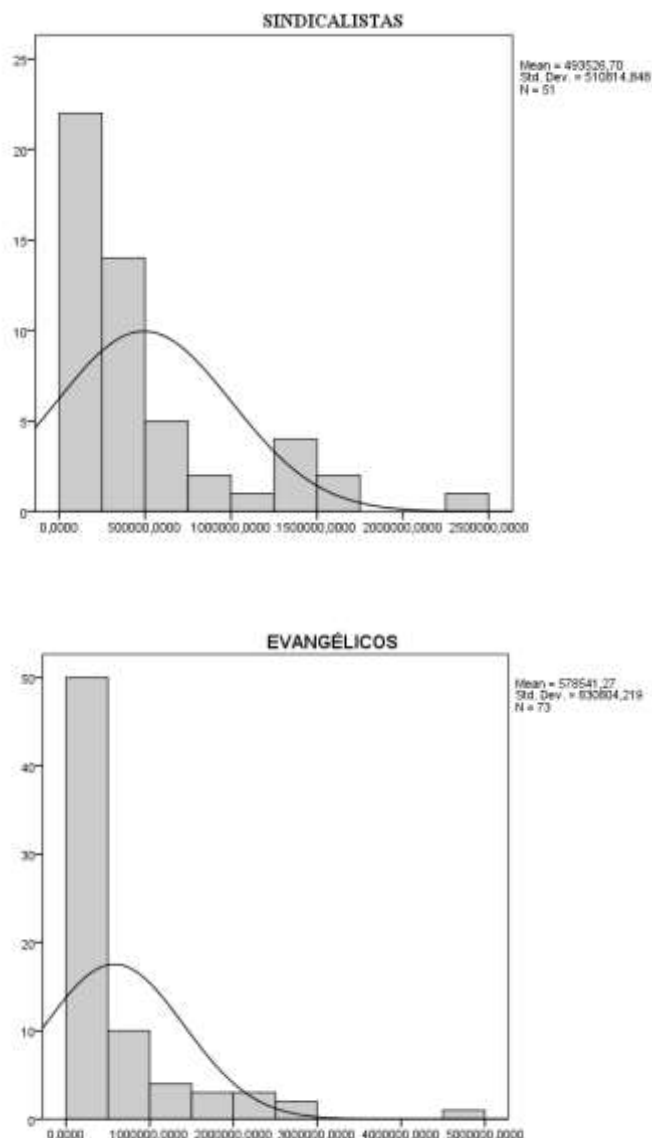 SINDICALISTAS
Mean = 493526,70
Std. Dev. = 510814,848
N = 51
25
20
15
10
5
0
0,0000 500000,0000 1000000,0000 1500000,0000 2000000,0000 2500000,0000
EVANGÉLICOS
Mean = 578541,27
Std. Dev. = 830804,219
N = 73
50
40
30
20
10
0
0,0000 1000000,0000 2000000,0000 3000000,0000 4000000,0000 5000000,0000